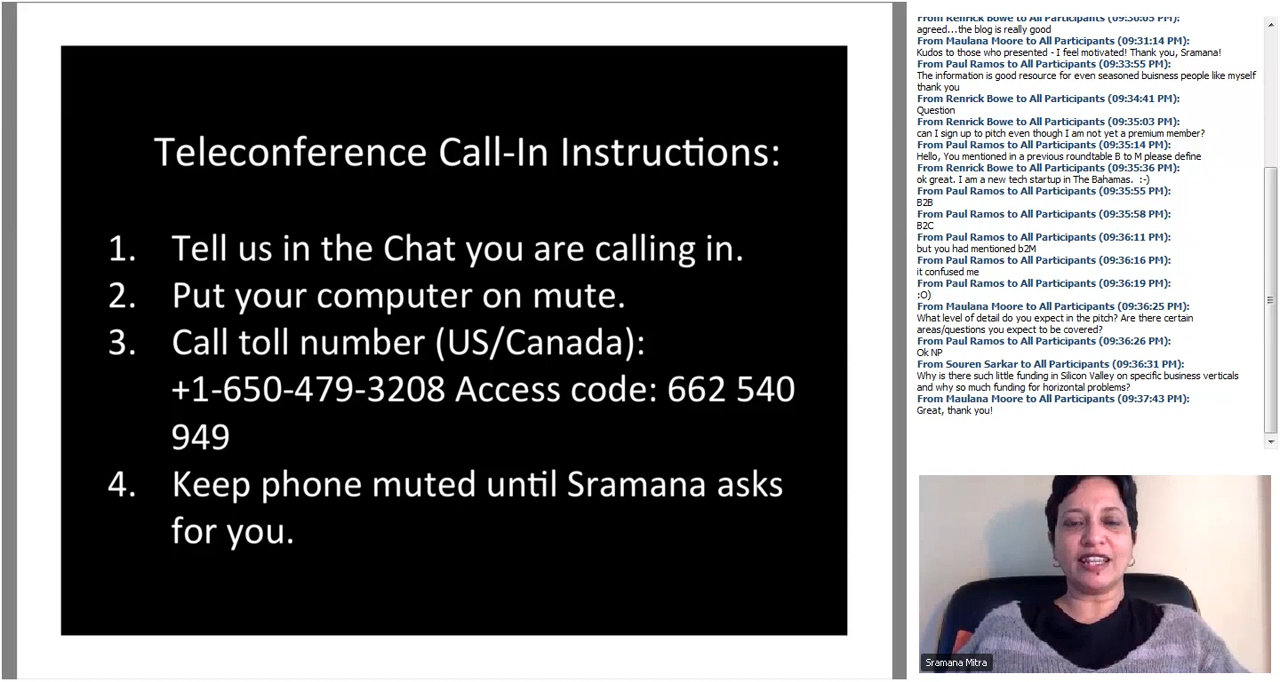 Teleconference Call-In Instructions:
1. Tell us in the Chat you are calling in.
2. Put your computer on mute.
3. Call toll number (US/Canada):
+1-650-479-3208 Access code: 662 540
949
4. Keep phone muted until Sramana asks
for you.
From Renrick Bowe to All Participants (09:30:05 PM):
agreed...the blog is really good
From Maulana Moore to All Participants (09:31:14 PM):
Kudos to those who presented - I feel motivated! Thank you, Sramana!
From Paul Ramos to All Participants (09:33:55 PM):
The information is good resource for even seasoned buisness people like myself
thank you
From Renrick Bowe to All Participants (09:34:41 PM):
Question
From Renrick Bowe to All Participants (09:35:03 PM):
can I sign up to pitch even though I am not yet a premium member?
From Paul Ramos to All Participants (09:35:14 PM):
Hello, You mentioned in a previous roundtable B to M please define
From Renrick Bowe to All Participants (09:35:36 PM):
ok great. I am a new tech startup in The Bahamas. :-)
From Paul Ramos to All Participants (09:35:55 PM):
B2B
From Paul Ramos to All Participants (09:35:58 PM):
B2C
From Paul Ramos to All Participants (09:36:11 PM):
but you had mentioned b2M
From Paul Ramos to All Participants (09:36:16 PM):
it confused me
From Paul Ramos to All Participants (09:36:19 PM):
:O)
From Maulana Moore to All Participants (09:36:25 PM):
What level of detail do you expect in the pitch? Are there certain
areas/questions you expect to be covered?
From Paul Ramos to All Participants (09:36:26 PM):
Ok NP
From Souren Sarkar to All Participants (09:36:31 PM):
Why is there such little funding in Silicon Valley on specific business verticals
and why so much funding for horizontal problems?
From Maulana Moore to All Participants (09:37:43 PM):
Great, thank you!
Sramana Mitra